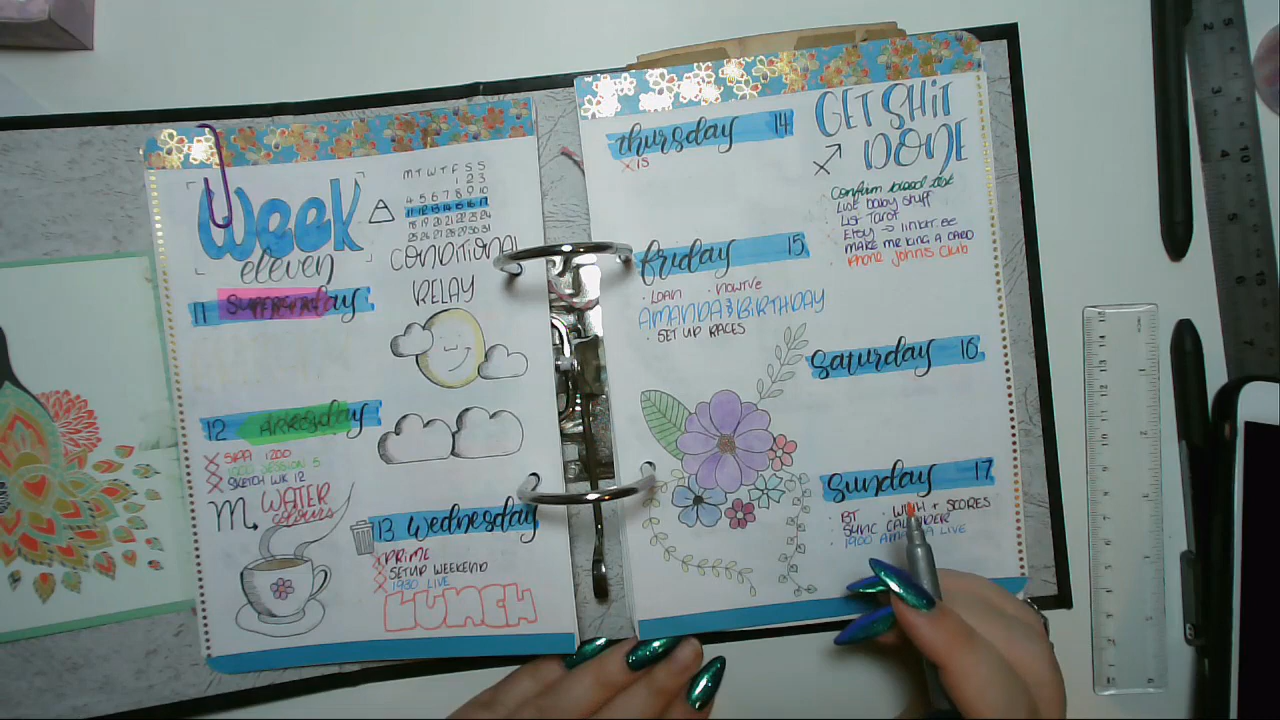 Week
eleven
M T W T F S S
1 2 3
4 5 6 7 8 9 10
11 12 13 14 15 16 17
18 19 20 21 22 23 24
25 26 27 28 29 30 31
CONDITIONAL
RELAY
11
12
SIPA 1200
SESSION 5
SKETCH WK 12
WATER
13 wednesday
PRIME
SETUP WEEKEND
1930 LIVE
LUNCH
thursday 14
IS
friday 15
LOAN
AMANDA'S BIRTHDAY
SET UP RACES
GET SHIT
DONE
Confirm blood test
List baby stuff
List Tarot
Etsy → linktr.ee
MAKE ME KING A CARD
Phone John's Club
saturday 16
sunday 17
BT + SCORES
SYNC CALENDER
1900 LIVE